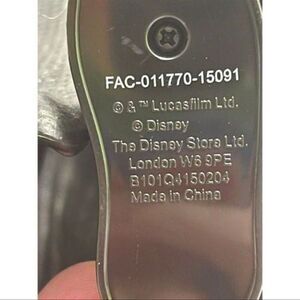 FAC-011770-15091
© & ™ Lucasfilm Ltd.
© Disney
The Disney Store Ltd.
London W6 9PE
B101Q4150204
Made in China